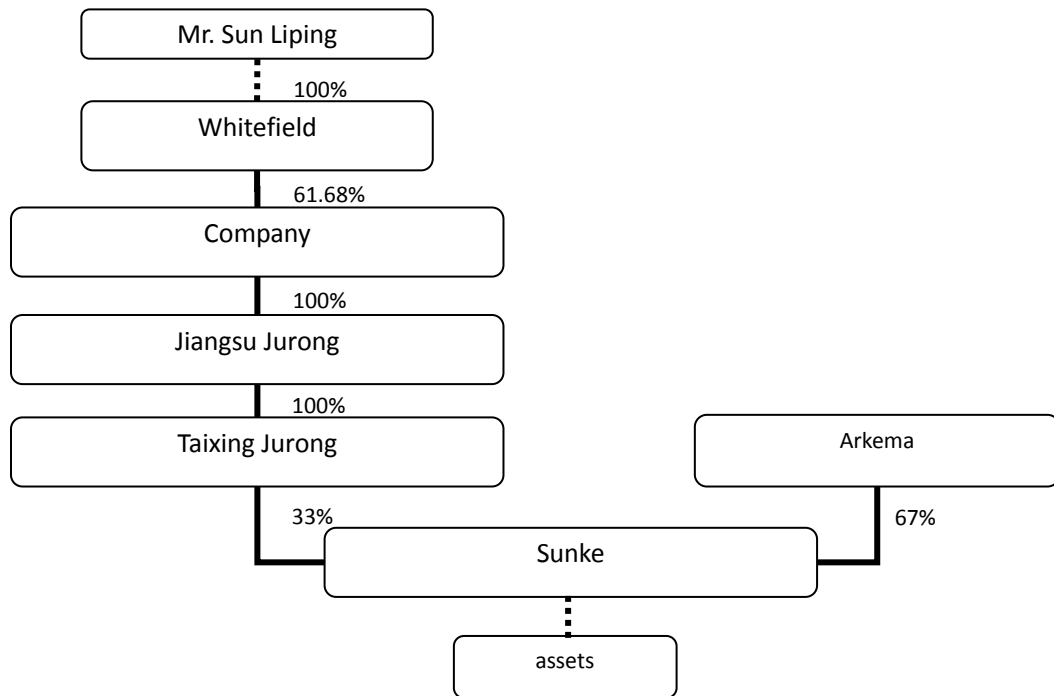 Mr. Sun Liping
100%
Whitefield
61.68%
Company
100%
Jiangsu Jurong
100%
Taixing Jurong
Arkema
33%
67%
Sunke
assets